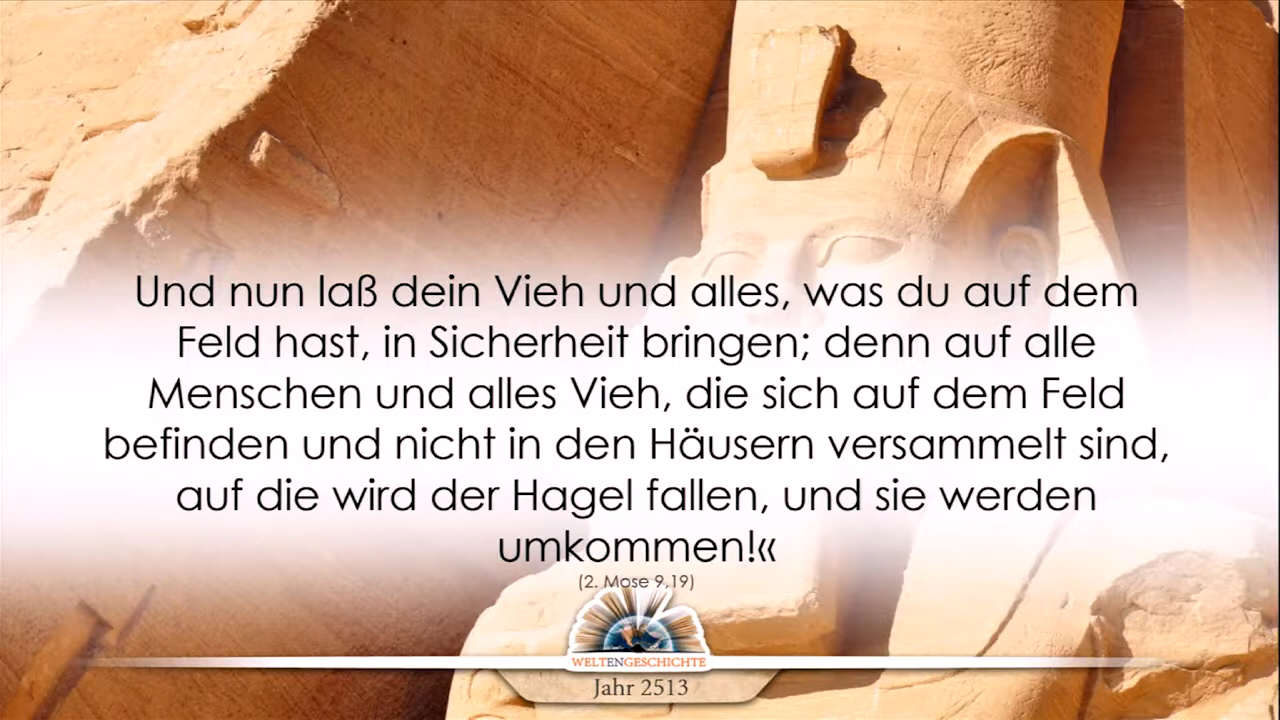 Und nun laß dein Vieh und alles, was du auf dem
Feld hast, in Sicherheit bringen; denn auf alle
Menschen und alles Vieh, die sich auf dem Feld
befinden und nicht in den Häusern versammelt sind,
auf die wird der Hagel fallen, und sie werden
umkommen!«
(2. Mose 9,19)
WELTENGESCHICHTE
Jahr 2513